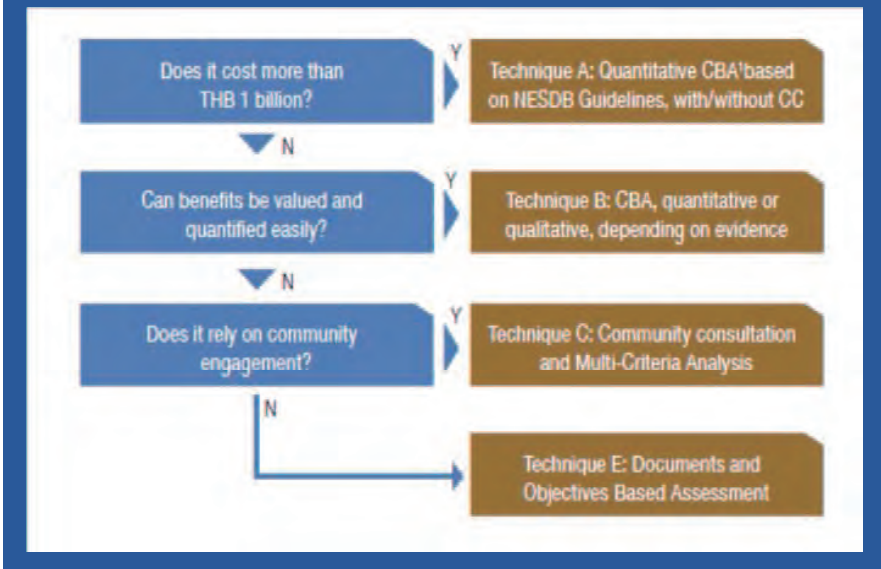 Does it cost more than
THB 1 billion?
Y
Technique A: Quantitative CBA¹based
on NESDB Guidelines, with/without CC
N
Can benefits be valued and
quantified easily?
Y
Technique B: CBA, quantitative or
qualitative, depending on evidence
N
Does it rely on community
engagement?
Y
Technique C: Community consultation
and Multi-Criteria Analysis
N
Technique E: Documents and
Objectives Based Assessment